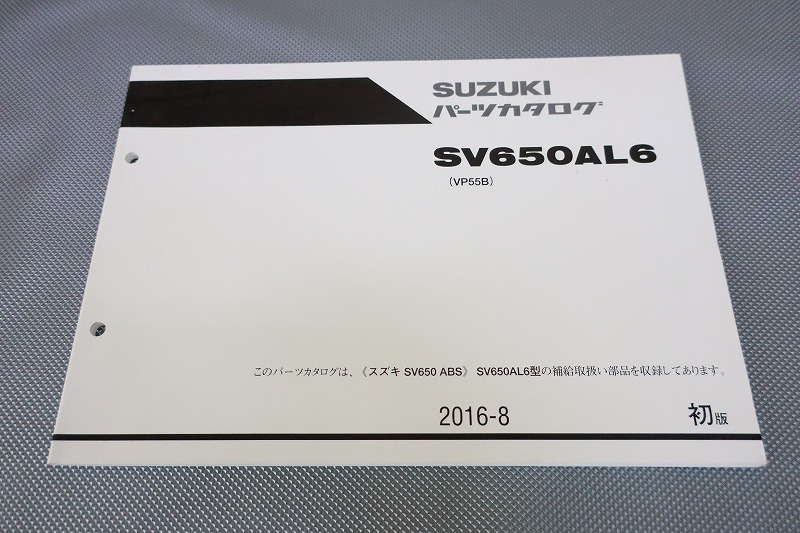 SUZUKI
パーツカタログ
SV650AL6
(VP55B)
このパーツカタログは、《スズキ SV650 ABS》 SV650AL6型の補給取扱い部品を収録してあります。
2016-8 初版